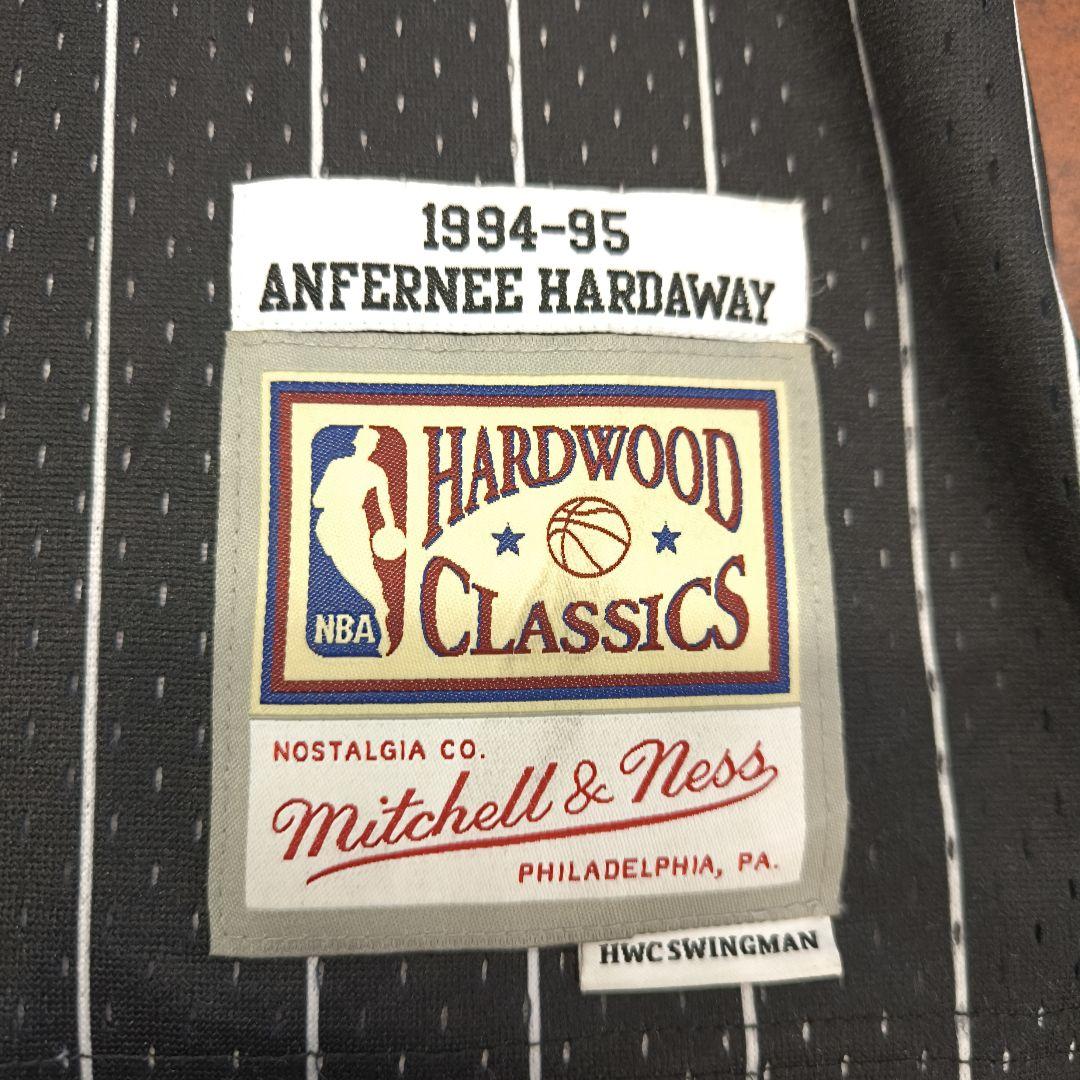 1994-95
ANFERNEE HARDAWAY
HARDWOOD
CLASSICS
NBA
NOSTALGIA CO.
Mitchell & Ness
PHILADELPHIA, PA.
HWC SWINGMAN